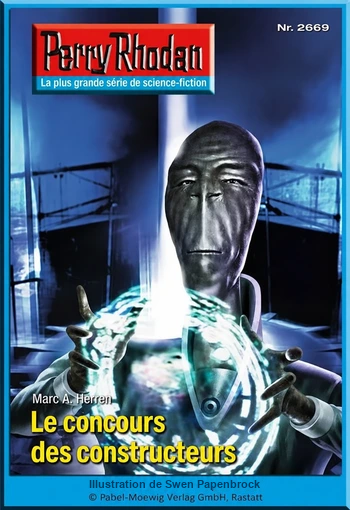 Perry Rhodan
Nr. 2669
La plus grande série de science-fiction
Marc A. Herren
Le concours
des constructeurs
Illustration de Swen Papenbrock
© Pabel-Moewig Verlag GmbH, Rastatt